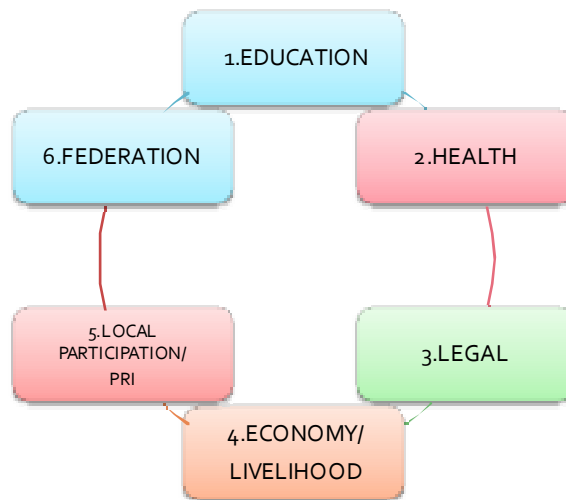 1.EDUCATION
2.HEALTH
3.LEGAL
4.ECONOMY/
LIVELIHOOD
5.LOCAL
PARTICIPATION/
PRI
6.FEDERATION